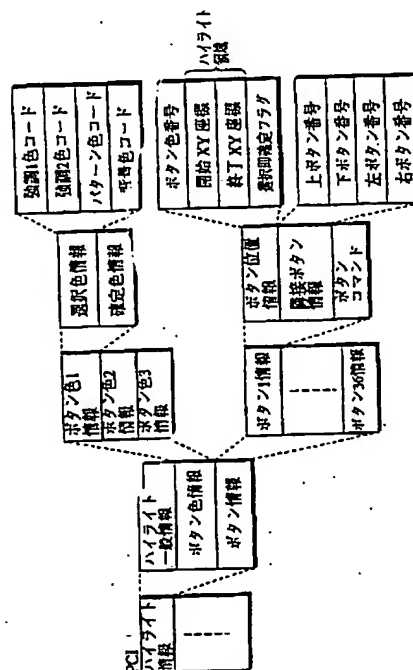 PCI
ハイライト
情報
ハイライト
一般情報
ボタン色情報
ボタン情報
ボタン色1
情報
ボタン色2
情報
ボタン色3
情報
ボタン1情報
ボタン36情報
選択色情報
確定色情報
ボタン位置
情報
隣接ボタン
情報
ボタン
コマンド
強調1色コード
強調2色コード
パターン色コード
背景色コード
ボタン色番号
開始XY座標
終了XY座標
選択即確定フラグ
ハイライト
領域
上ボタン番号
下ボタン番号
左ボタン番号
右ボタン番号